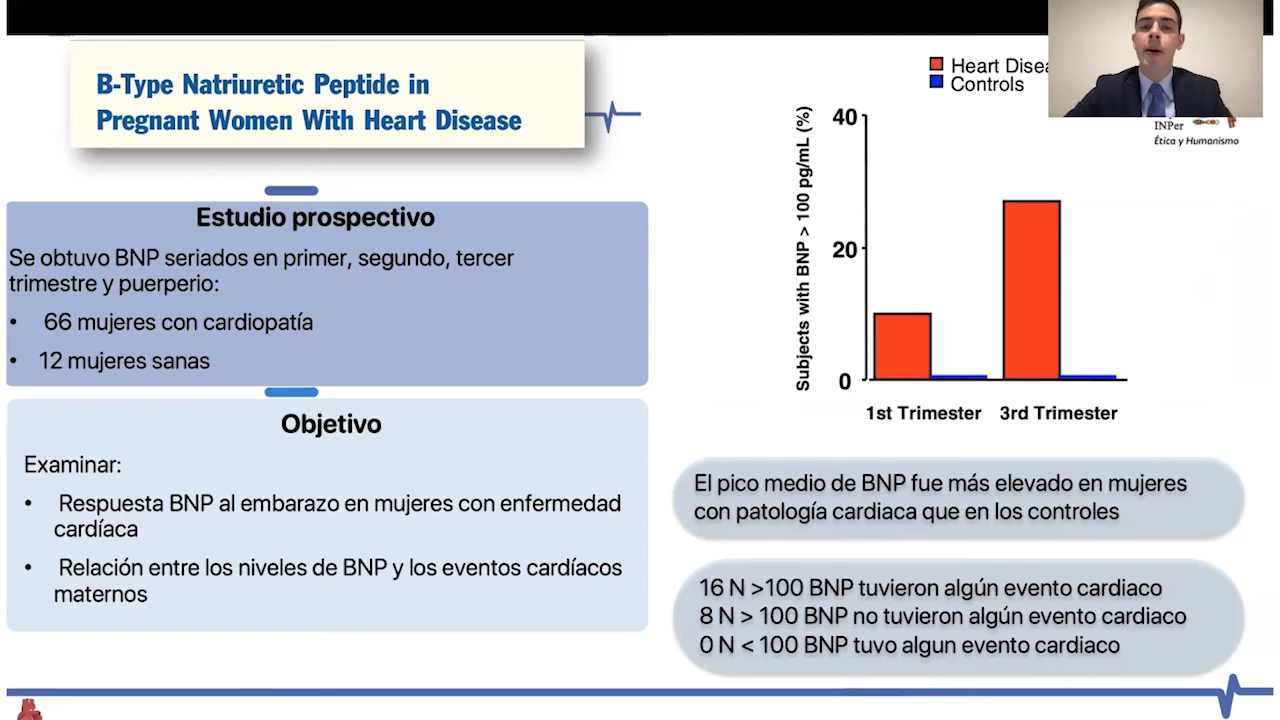 B-Type Natriuretic Peptide in
Pregnant Women With Heart Disease
Estudio prospectivo
Se obtuvo BNP seriados en primer, segundo, tercer
trimestre y puerperio:
• 66 mujeres con cardiopatía
• 12 mujeres sanas
Objetivo
Examinar:
• Respuesta BNP al embarazo en mujeres con enfermedad
cardíaca
• Relación entre los niveles de BNP y los eventos cardíacos
maternos
Heart
Controls
INPer
Ética y Humanismo
Subjects with BNP > 100 pg/mL (%)
40
20
0
1st Trimester 3rd Trimester
El pico medio de BNP fue más elevado en mujeres
con patología cardiaca que en los controles
16 N >100 BNP tuvieron algún evento cardiaco
8 N > 100 BNP no tuvieron algún evento cardiaco
0 N < 100 BNP tuvo algun evento cardiaco